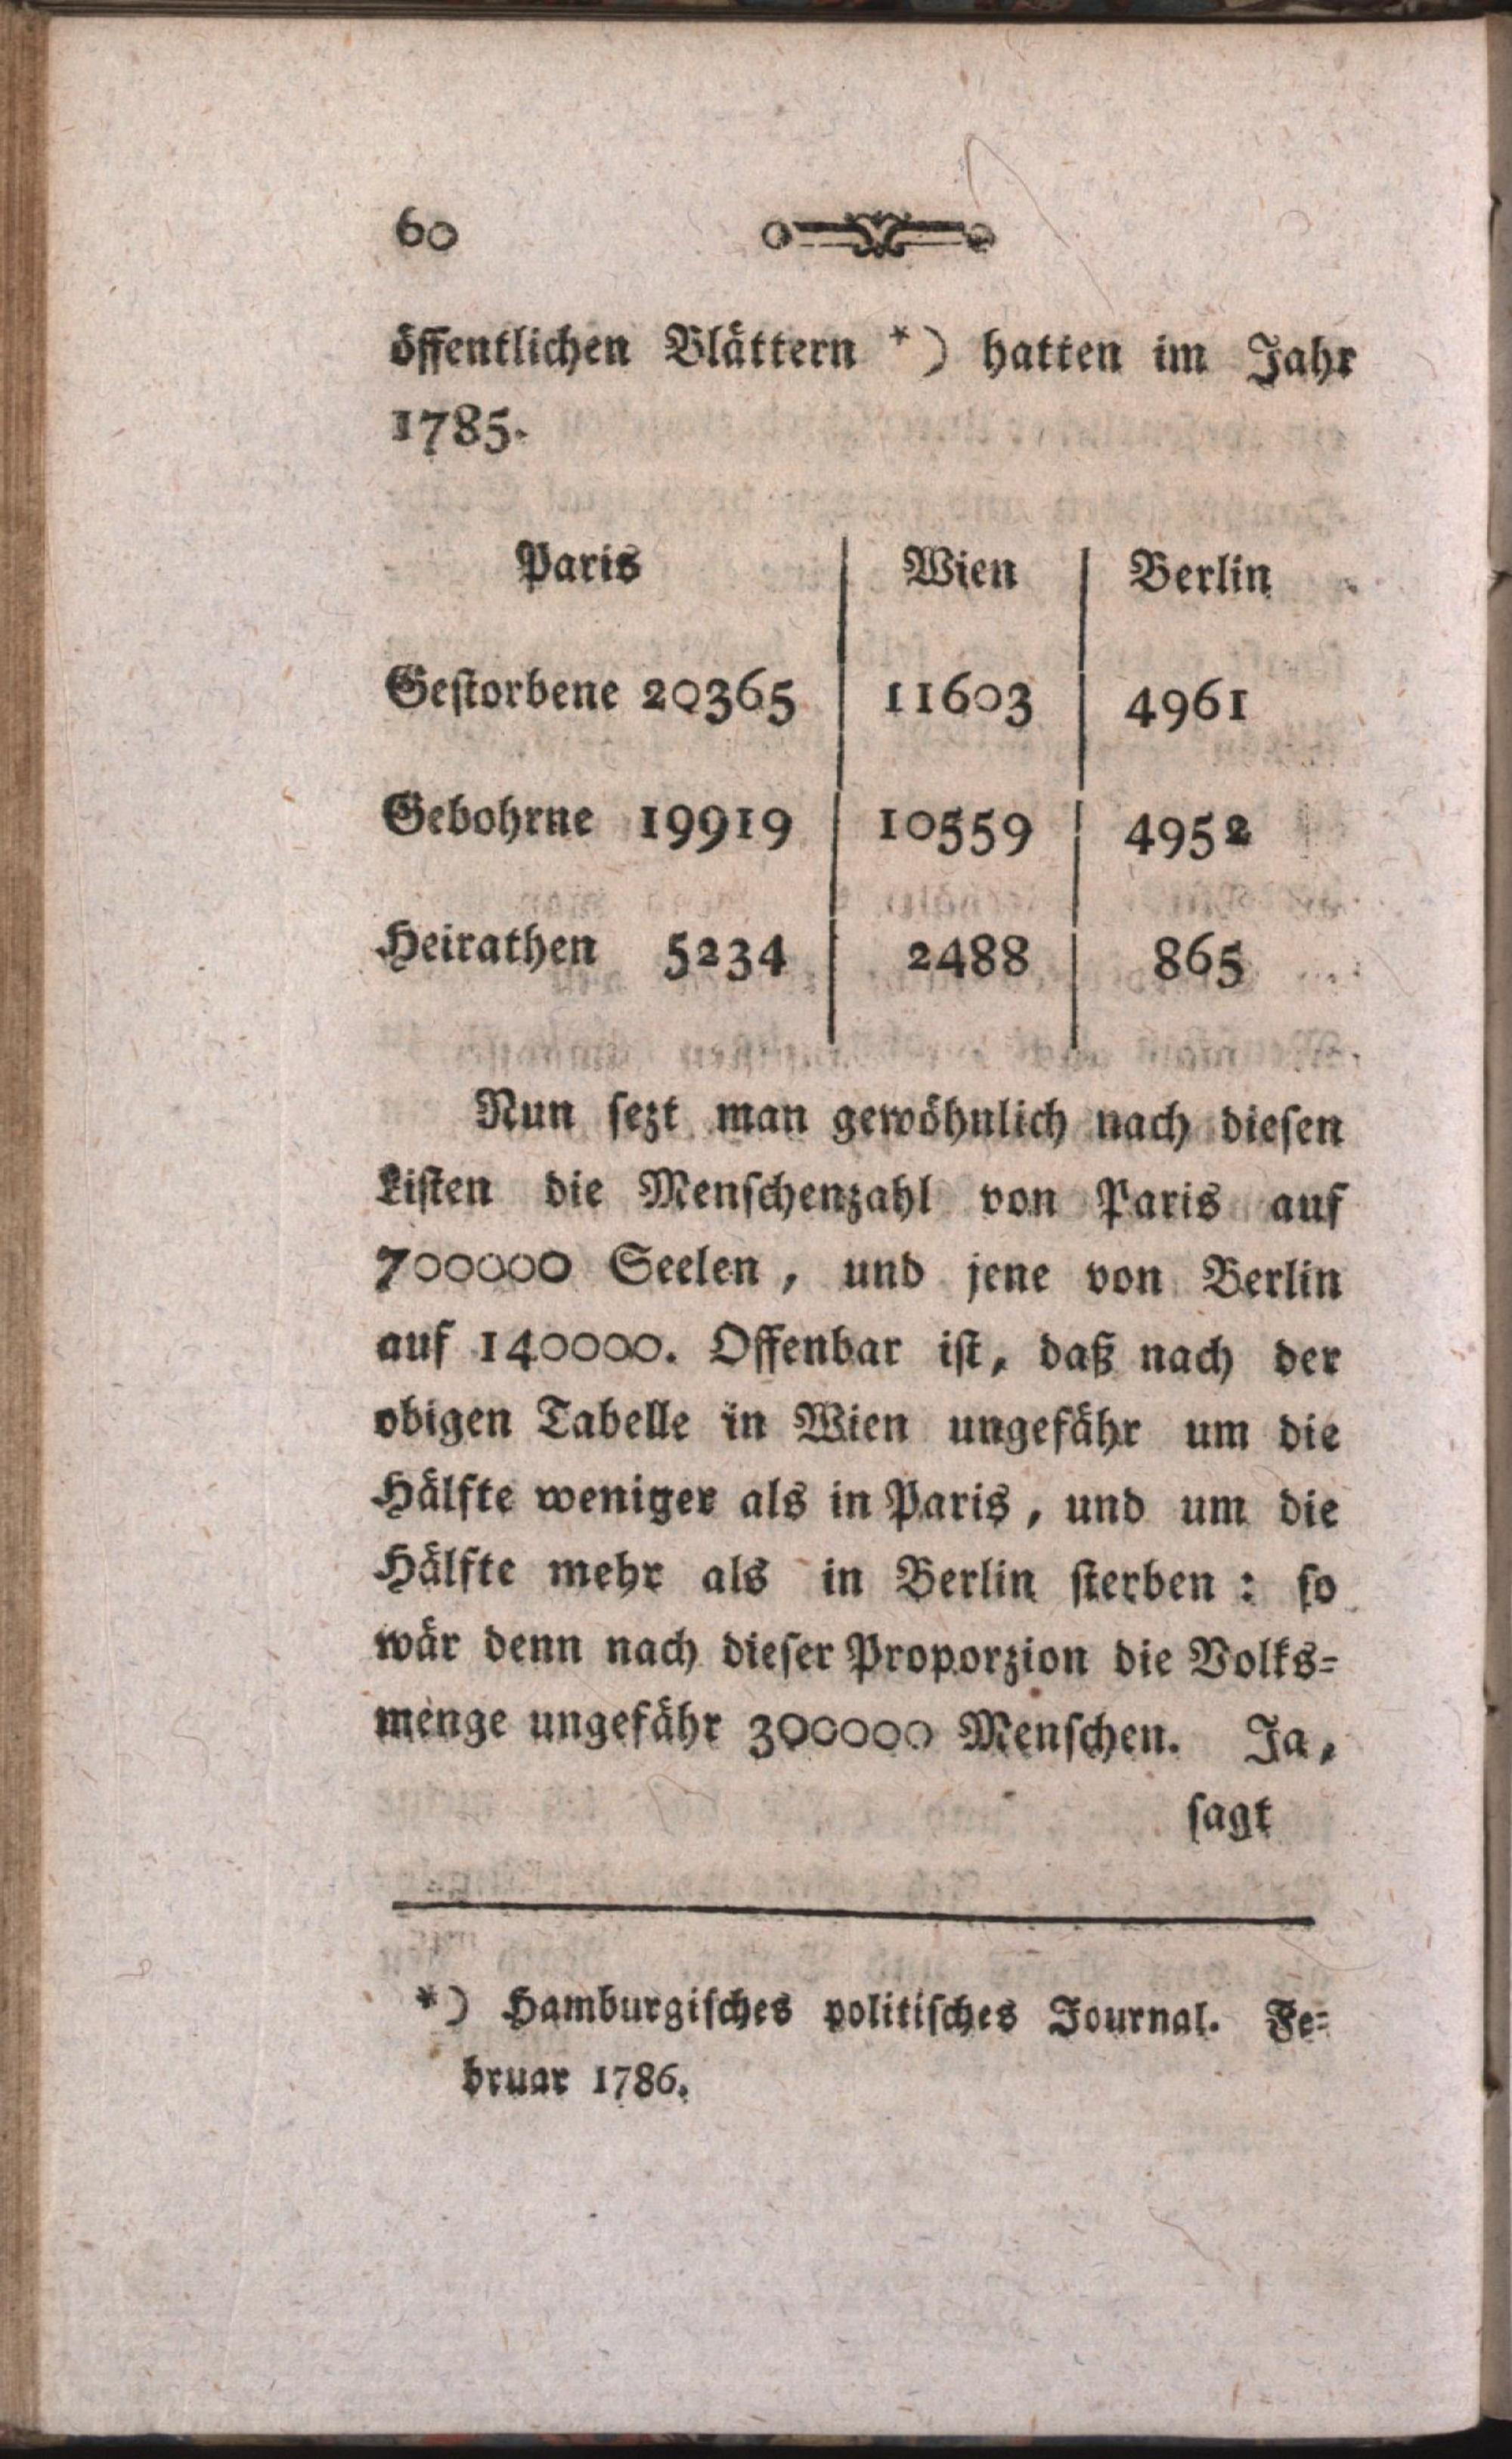 60
öffentlichen Blättern *) hatten im Jahr
1785.
Paris Wien Berlin
Gestorbene 20365 11603 4961
Gebohrne 19919 10559 4952
Heirathen 5234 2488 865
Nun sezt man gewöhnlich nach diesen
Listen die Menschenzahl von Paris auf
700000 Seelen, und jene von Berlin
auf 140000. Offenbar ist, daß nach der
obigen Tabelle in Wien ungefähr um die
Hälfte weniger als in Paris, und um die
Hälfte mehr als in Berlin sterben: so
wär denn nach dieser Proporzion die Volks=
menge ungefähr 300000 Menschen. Ja,
sagt
*) Hamburgisches politisches Journal. Fe=
bruar 1786.